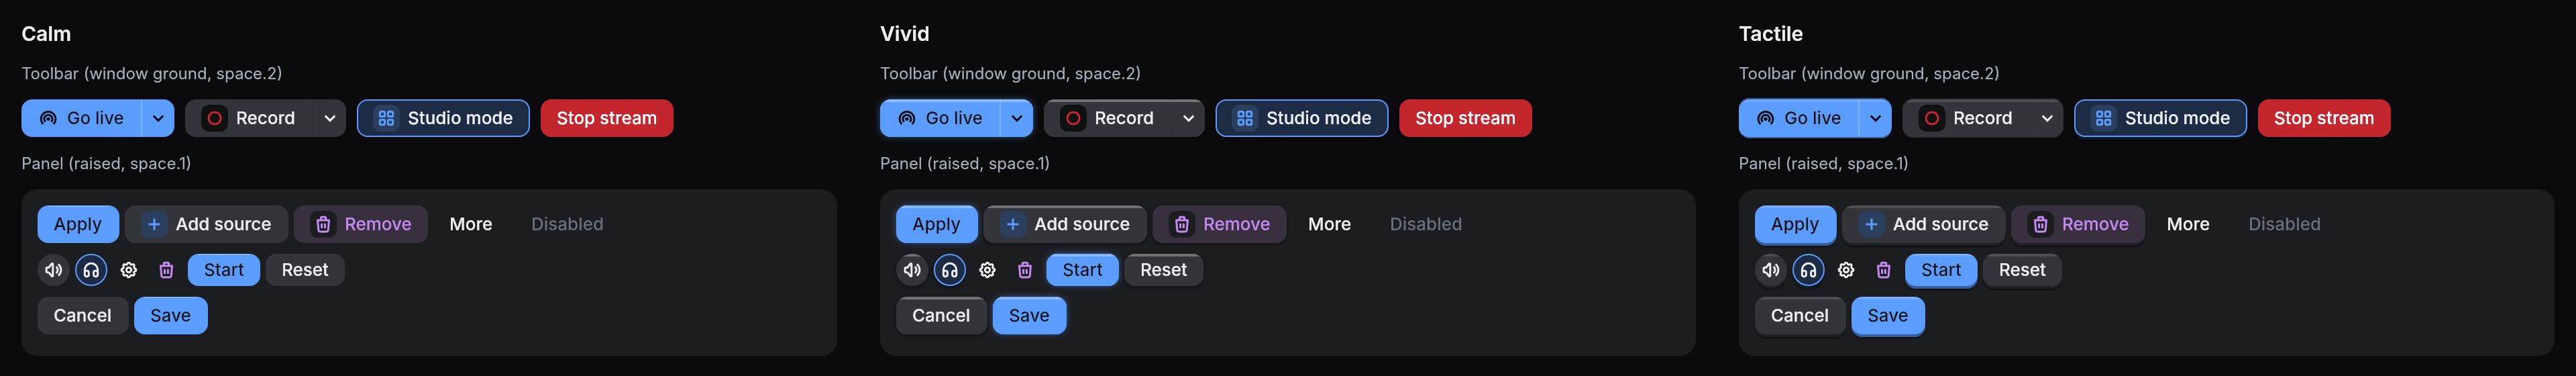 Calm
Toolbar (window ground, space.2)
Go live Record Studio mode Stop stream
Panel (raised, space.1)
Apply Add source Remove More Disabled
Start Reset
Cancel Save
Vivid
Toolbar (window ground, space.2)
Go live Record Studio mode Stop stream
Panel (raised, space.1)
Apply Add source Remove More Disabled
Start Reset
Cancel Save
Tactile
Toolbar (window ground, space.2)
Go live Record Studio mode Stop stream
Panel (raised, space.1)
Apply Add source Remove More Disabled
Start Reset
Cancel Save